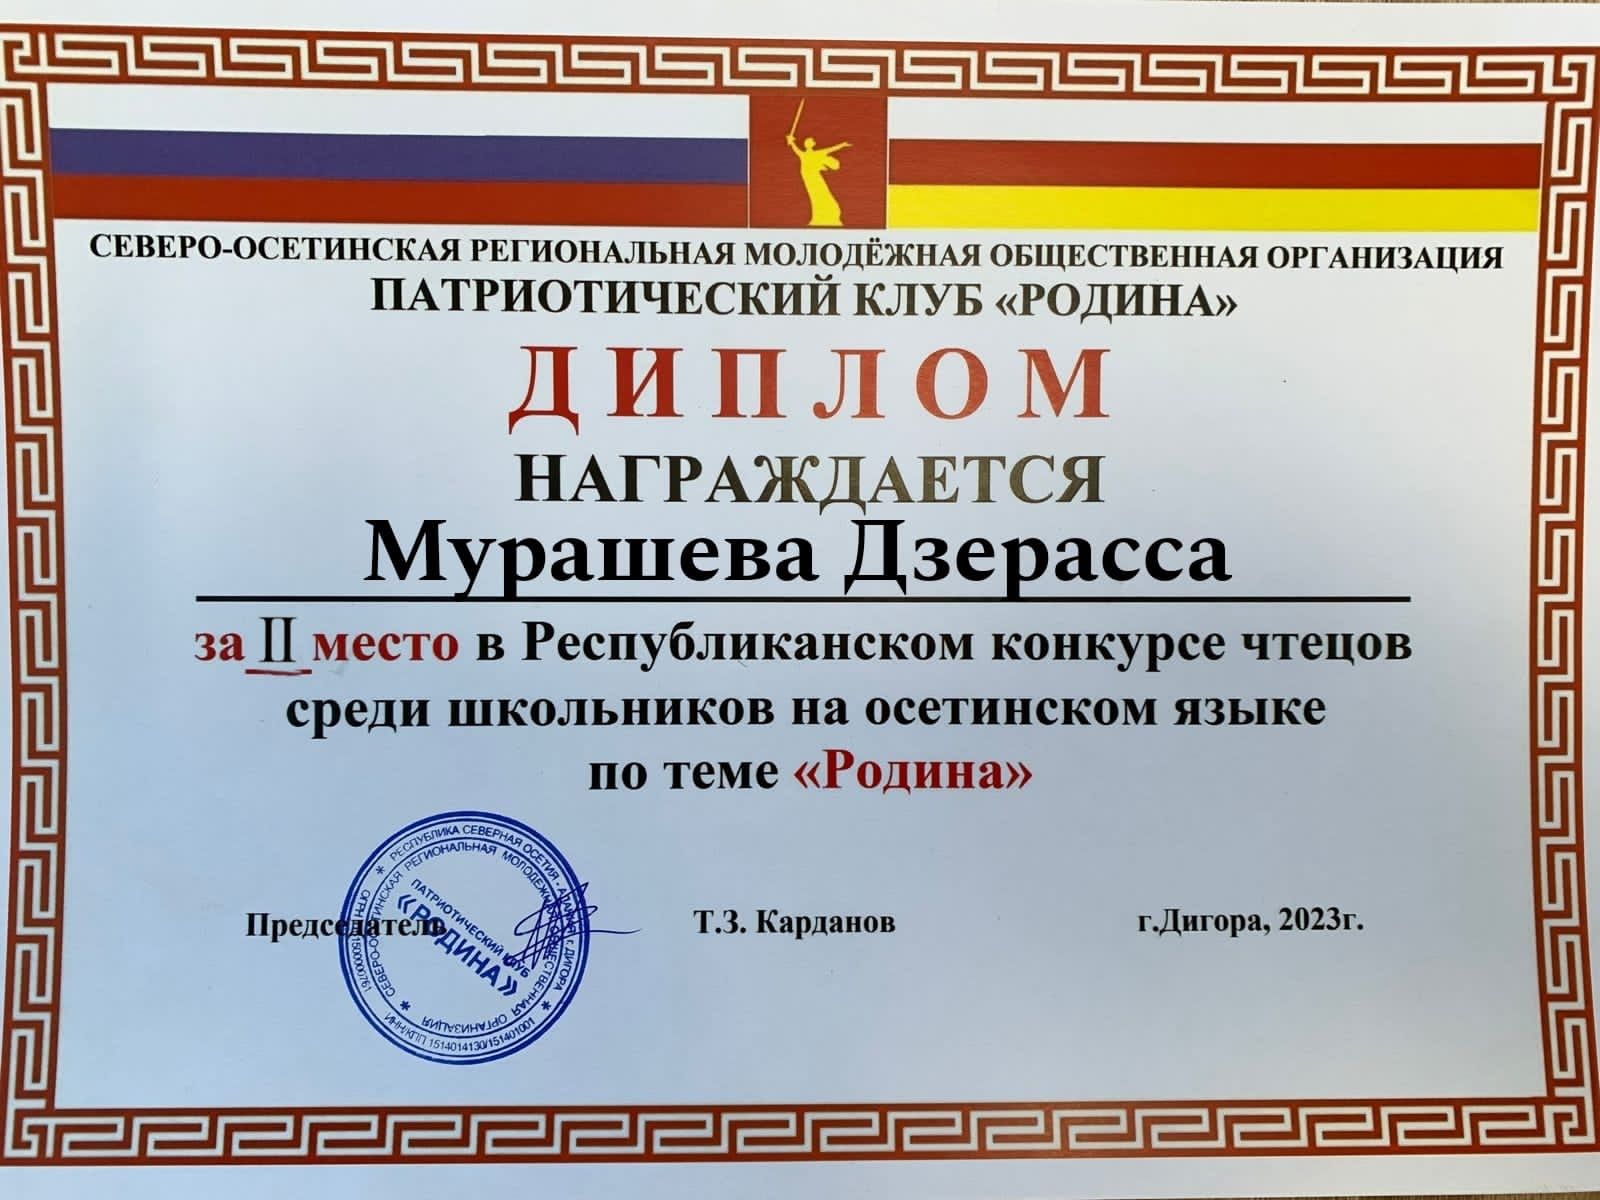 СЕВЕРО-ОСЕТИНСКАЯ РЕГИОНАЛЬНАЯ МОЛОДЁЖНАЯ ОБЩЕСТВЕННАЯ ОРГАНИЗАЦИЯ
ПАТРИОТИЧЕСКИЙ КЛУБ «РОДИНА»
ДИПЛОМ
НАГРАЖДАЕТСЯ
Мурашева Дзерасса
за II место в Республиканском конкурсе чтецов
среди школьников на осетинском языке
по теме «Родина»
Председатель Т.З. Карданов г.Дигора, 2023г.
РЕСПУБЛИКА СЕВЕРНАЯ ОСЕТИЯ - АЛАНИЯ г. ДИГОРА
СЕВЕРО-ОСЕТИНСКАЯ РЕГИОНАЛЬНАЯ МОЛОДЕЖНАЯ ОБЩЕСТВЕННАЯ ОРГАНИЗАЦИЯ
ПАТРИОТИЧЕСКИЙ КЛУБ
«РОДИНА»
ИНН/КПП 1514014130/151401001
ОГРН